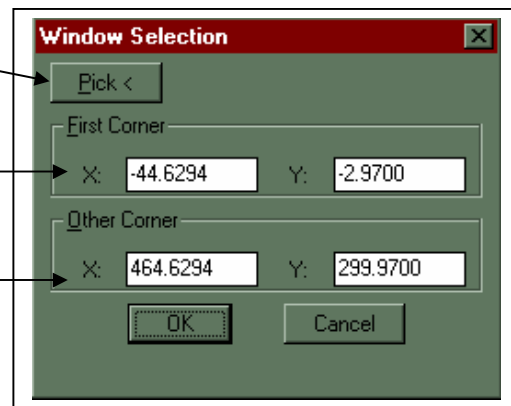 Window Selection
Pick <
First Corner
X: -44.6294 Y: -2.9700
Other Corner
X: 464.6294 Y: 299.9700
OK Cancel